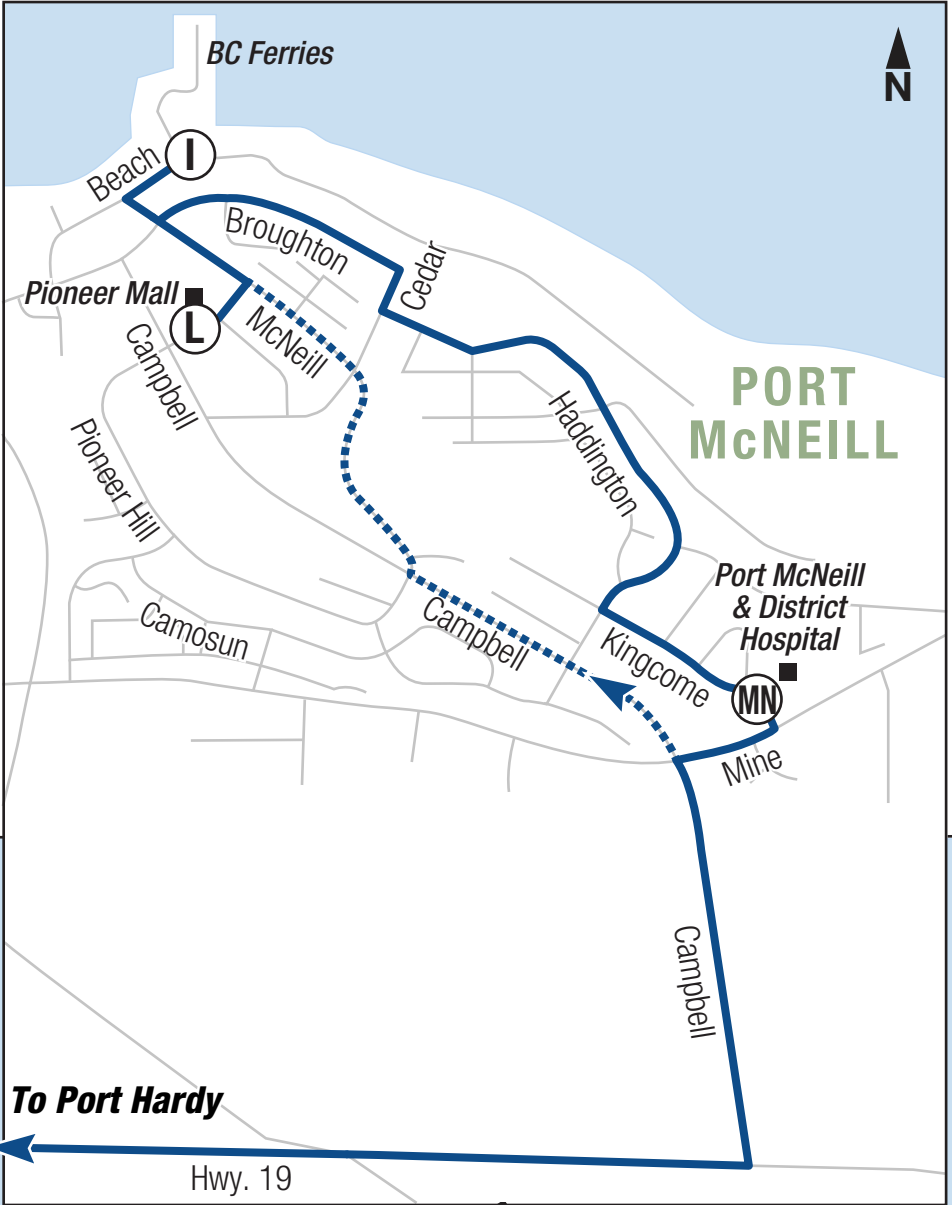 BC Ferries
N
I
Beach
Broughton
Cedar
Pioneer Mall
L
McNeill
Campbell
PORT
McNEILL
Haddington
Pioneer Hill
Port McNeill
& District
Hospital
Campbell
Kingcome
Camosun
MN
Mine
Campbell
To Port Hardy
Hwy. 19